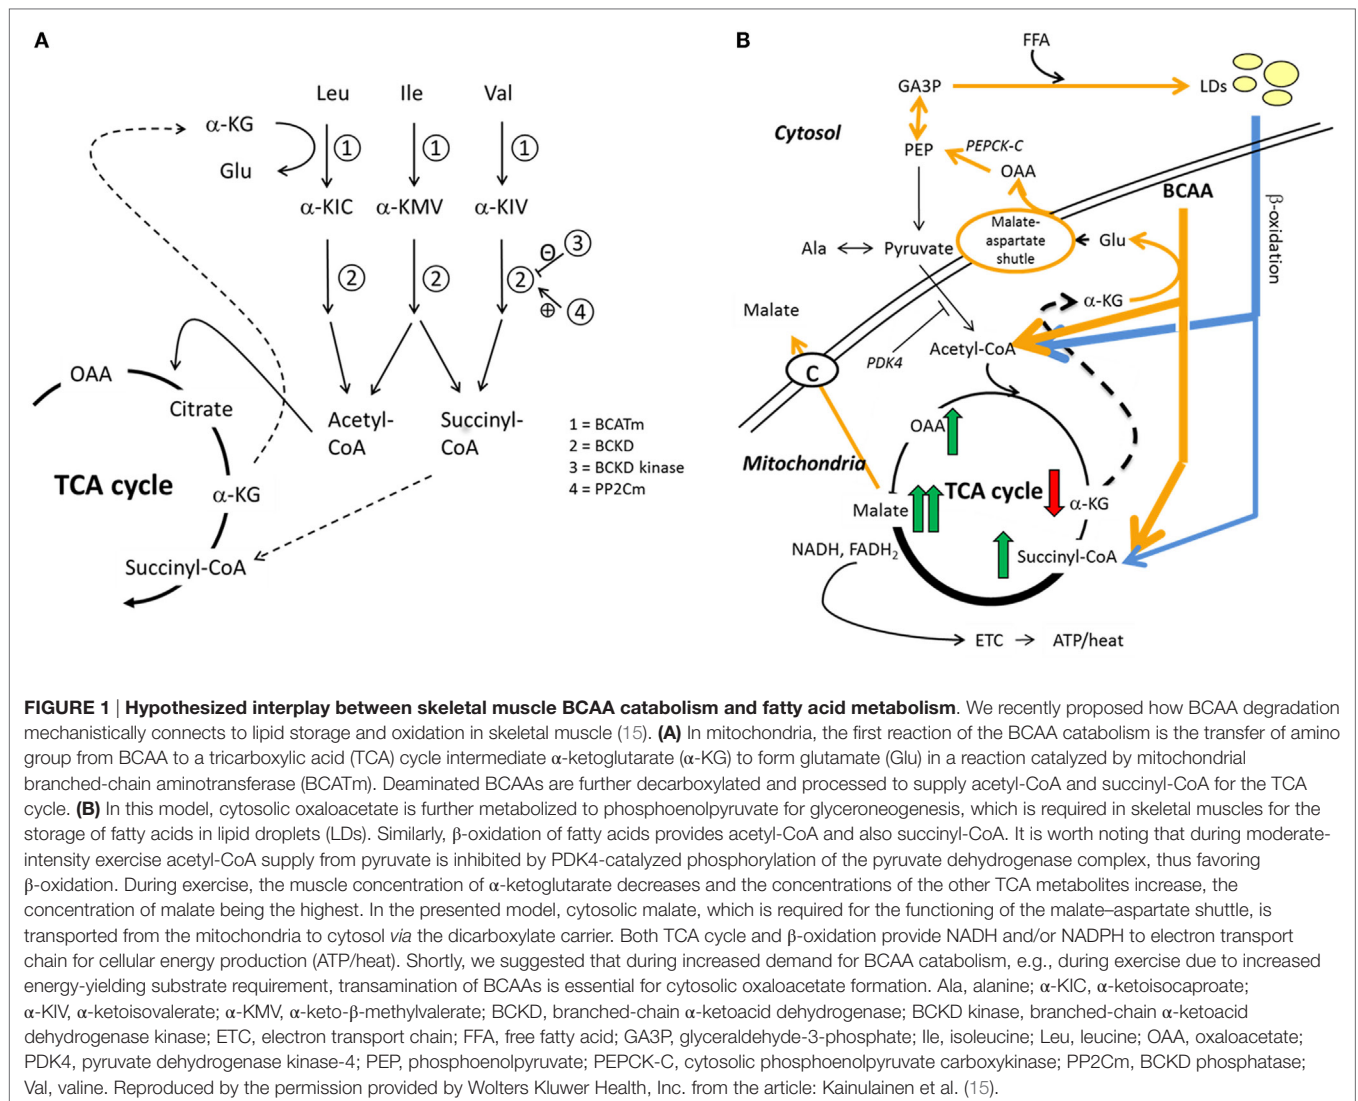 A
Leu Ile Val
α-KG
Glu
1 1 1
α-KIC α-KMV α-KIV
2 2 2
Θ 3
⊕ 4
OAA
Citrate
Acetyl-
CoA
Succinyl-
CoA
TCA cycle
α-KG
Succinyl-CoA
1 = BCATm
2 = BCKD
3 = BCKD kinase
4 = PP2Cm
B
FFA
GA3P
LDs
Cytosol
PEP
PEPCK-C
OAA
BCAA
β-oxidation
Malate-
aspartate
shutle
Glu
Ala
Pyruvate
α-KG
Malate
PDK4
Acetyl-CoA
C
OAA
Mitochondria
TCA cycle
α-KG
Malate
NADH, FADH₂
Succinyl-CoA
ETC
ATP/heat
FIGURE 1 | Hypothesized interplay between skeletal muscle BCAA catabolism and fatty acid metabolism. We recently proposed how BCAA degradation
mechanistically connects to lipid storage and oxidation in skeletal muscle (15). (A) In mitochondria, the first reaction of the BCAA catabolism is the transfer of amino
group from BCAA to a tricarboxylic acid (TCA) cycle intermediate α-ketoglutarate (α-KG) to form glutamate (Glu) in a reaction catalyzed by mitochondrial
branched-chain aminotransferase (BCATm). Deaminated BCAAs are further decarboxylated and processed to supply acetyl-CoA and succinyl-CoA for the TCA
cycle. (B) In this model, cytosolic oxaloacetate is further metabolized to phosphoenolpyruvate for glyceroneogenesis, which is required in skeletal muscles for the
storage of fatty acids in lipid droplets (LDs). Similarly, β-oxidation of fatty acids provides acetyl-CoA and also succinyl-CoA. It is worth noting that during moderate-
intensity exercise acetyl-CoA supply from pyruvate is inhibited by PDK4-catalyzed phosphorylation of the pyruvate dehydrogenase complex, thus favoring
β-oxidation. During exercise, the muscle concentration of α-ketoglutarate decreases and the concentrations of the other TCA metabolites increase, the
concentration of malate being the highest. In the presented model, cytosolic malate, which is required for the functioning of the malate–aspartate shuttle, is
transported from the mitochondria to cytosol via the dicarboxylate carrier. Both TCA cycle and β-oxidation provide NADH and/or NADPH to electron transport
chain for cellular energy production (ATP/heat). Shortly, we suggested that during increased demand for BCAA catabolism, e.g., during exercise due to increased
energy-yielding substrate requirement, transamination of BCAAs is essential for cytosolic oxaloacetate formation. Ala, alanine; α-KIC, α-ketoisocaproate;
α-KIV, α-ketoisovalerate; α-KMV, α-keto-β-methylvalerate; BCKD, branched-chain α-ketoacid dehydrogenase; BCKD kinase, branched-chain α-ketoacid
dehydrogenase kinase; ETC, electron transport chain; FFA, free fatty acid; GA3P, glyceraldehyde-3-phosphate; Ile, isoleucine; Leu, leucine; OAA, oxaloacetate;
PDK4, pyruvate dehydrogenase kinase-4; PEP, phosphoenolpyruvate; PEPCK-C, cytosolic phosphoenolpyruvate carboxykinase; PP2Cm, BCKD phosphatase;
Val, valine. Reproduced by the permission provided by Wolters Kluwer Health, Inc. from the article: Kainulainen et al. (15).